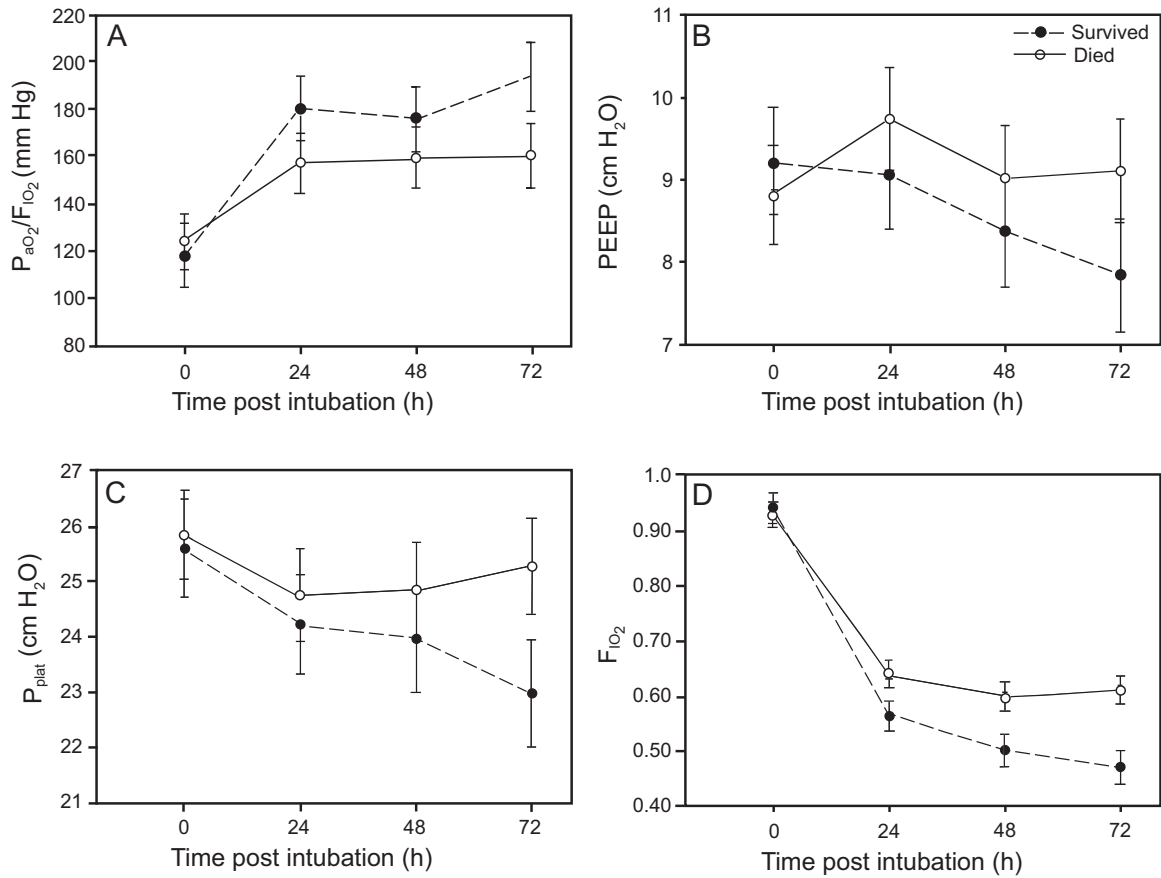 A
220
200
180
160
140
120
100
80
PaO2/FIO2 (mm Hg)
0 24 48 72
Time post intubation (h)
B
Survived
Died
11
10
9
8
7
PEEP (cm H2O)
0 24 48 72
Time post intubation (h)
C
27
26
25
24
23
22
21
Pplat (cm H2O)
0 24 48 72
Time post intubation (h)
D
1.0
0.90
0.80
0.70
0.60
0.50
0.40
FIO2
0 24 48 72
Time post intubation (h)